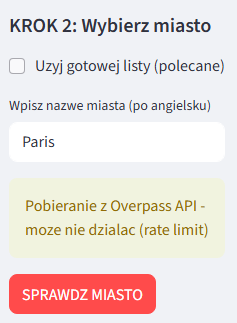 KROK 2: Wybierz miasto
Uzyj gotowej listy (polecane)
Wpisz nazwe miasta (po angielsku)
Paris
Pobieranie z Overpass API -
moze nie dzialac (rate limit)
SPRAWDZ MIASTO